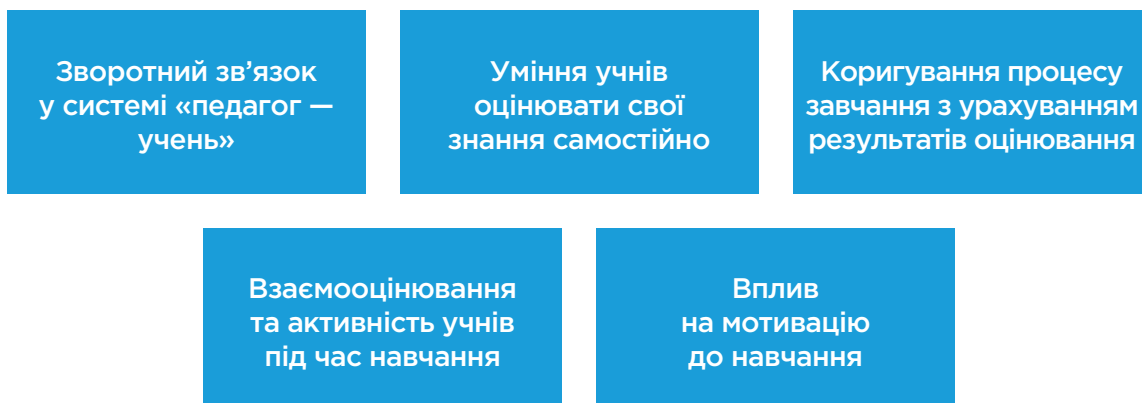 Зворотний зв’язок
у системі «педагог —
учень»
Уміння учнів
оцінювати свої
знання самостійно
Коригування процесу
завчання з урахуванням
результатів оцінювання
Взаємооцінювання
та активність учнів
під час навчання
Вплив
на мотивацію
до навчання